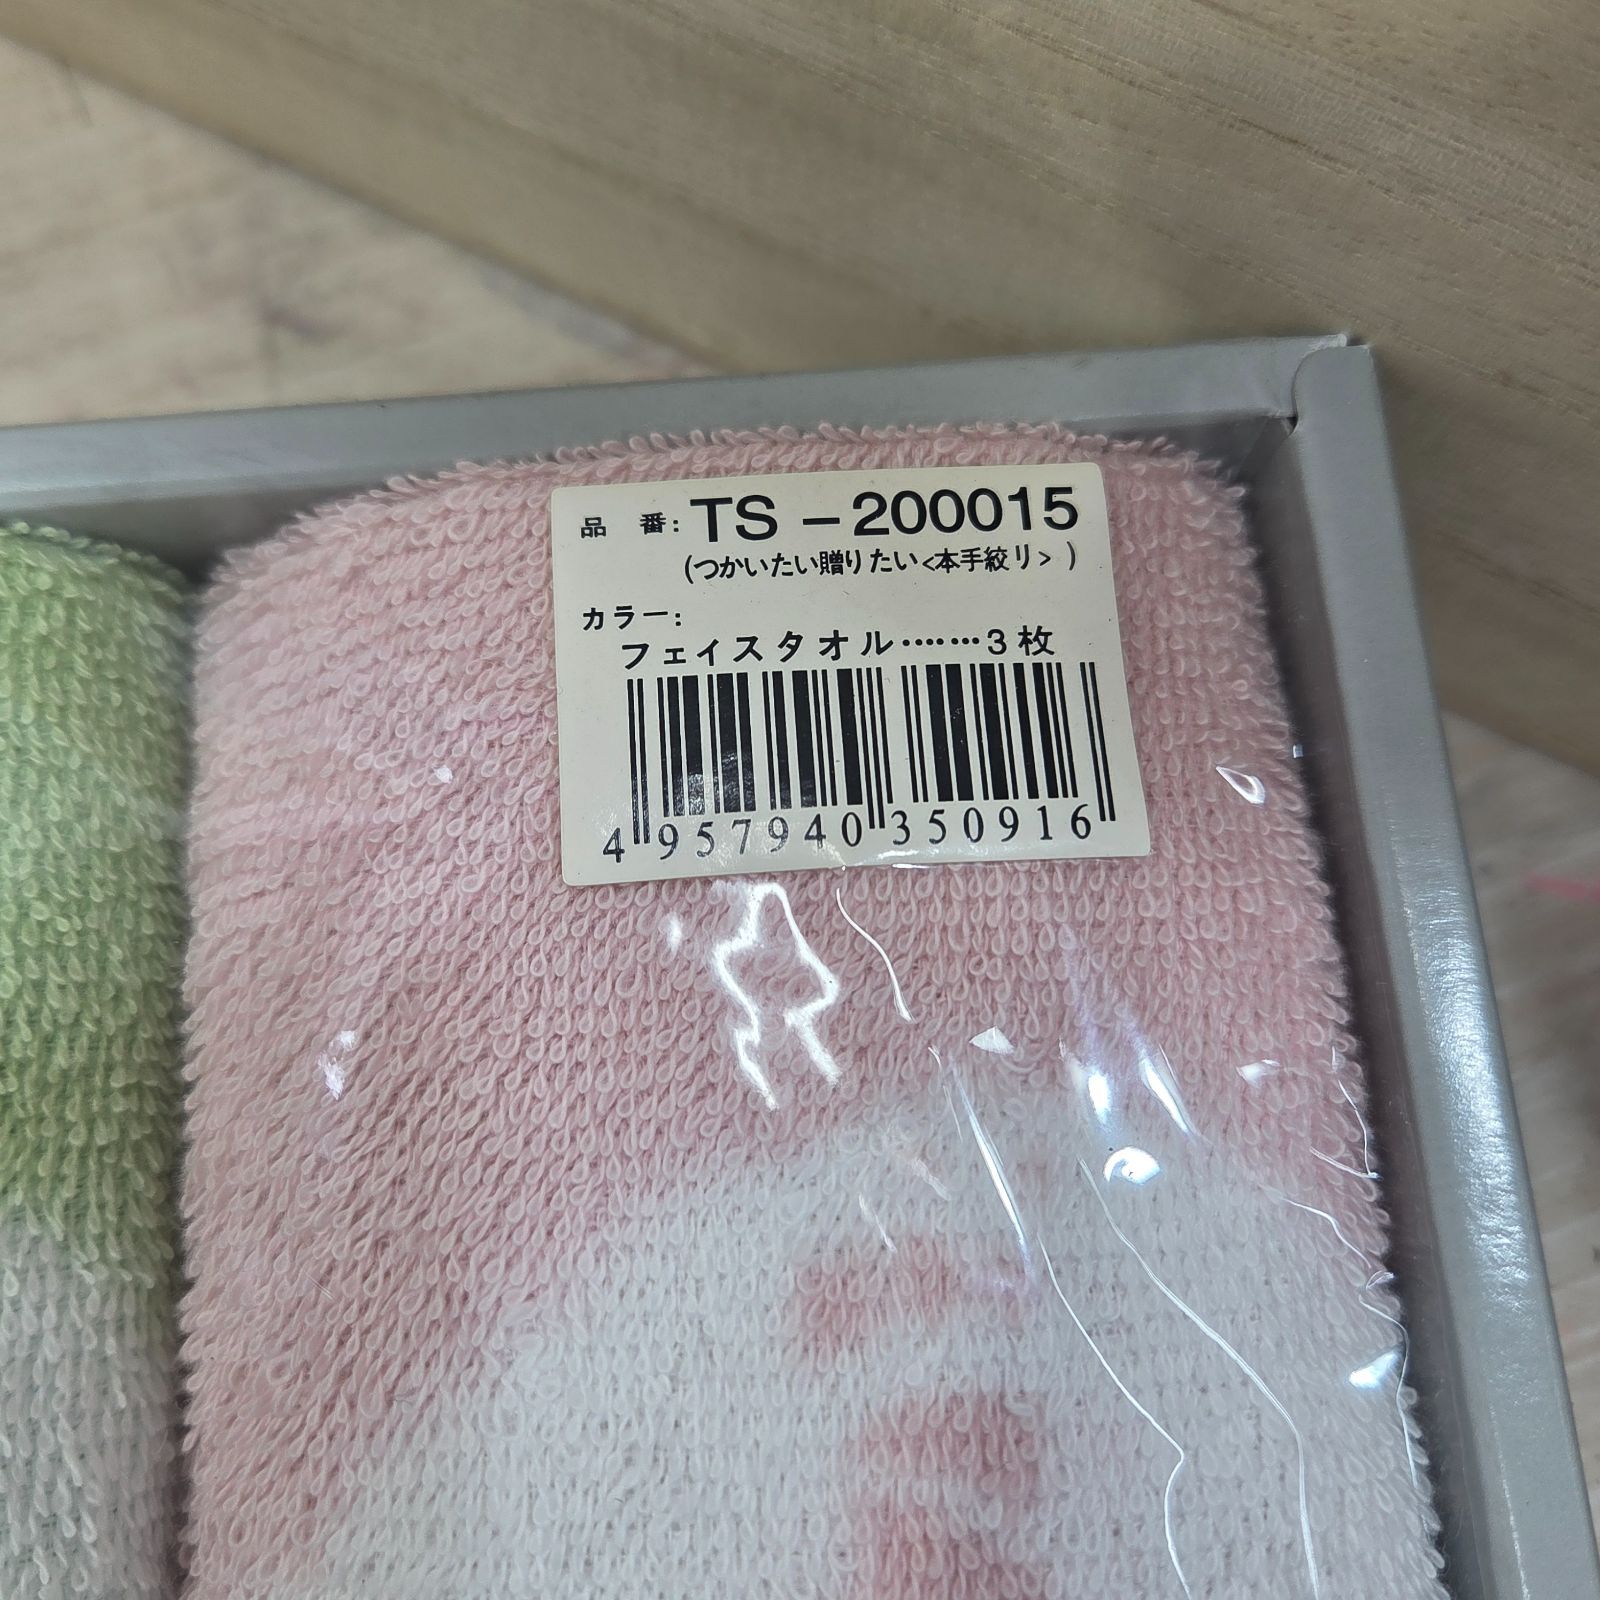 品 番: TS－200015
(つかいたい贈りたい<本手絞り>)
カラー:
フェイスタオル……‥3枚
4 957940 350916